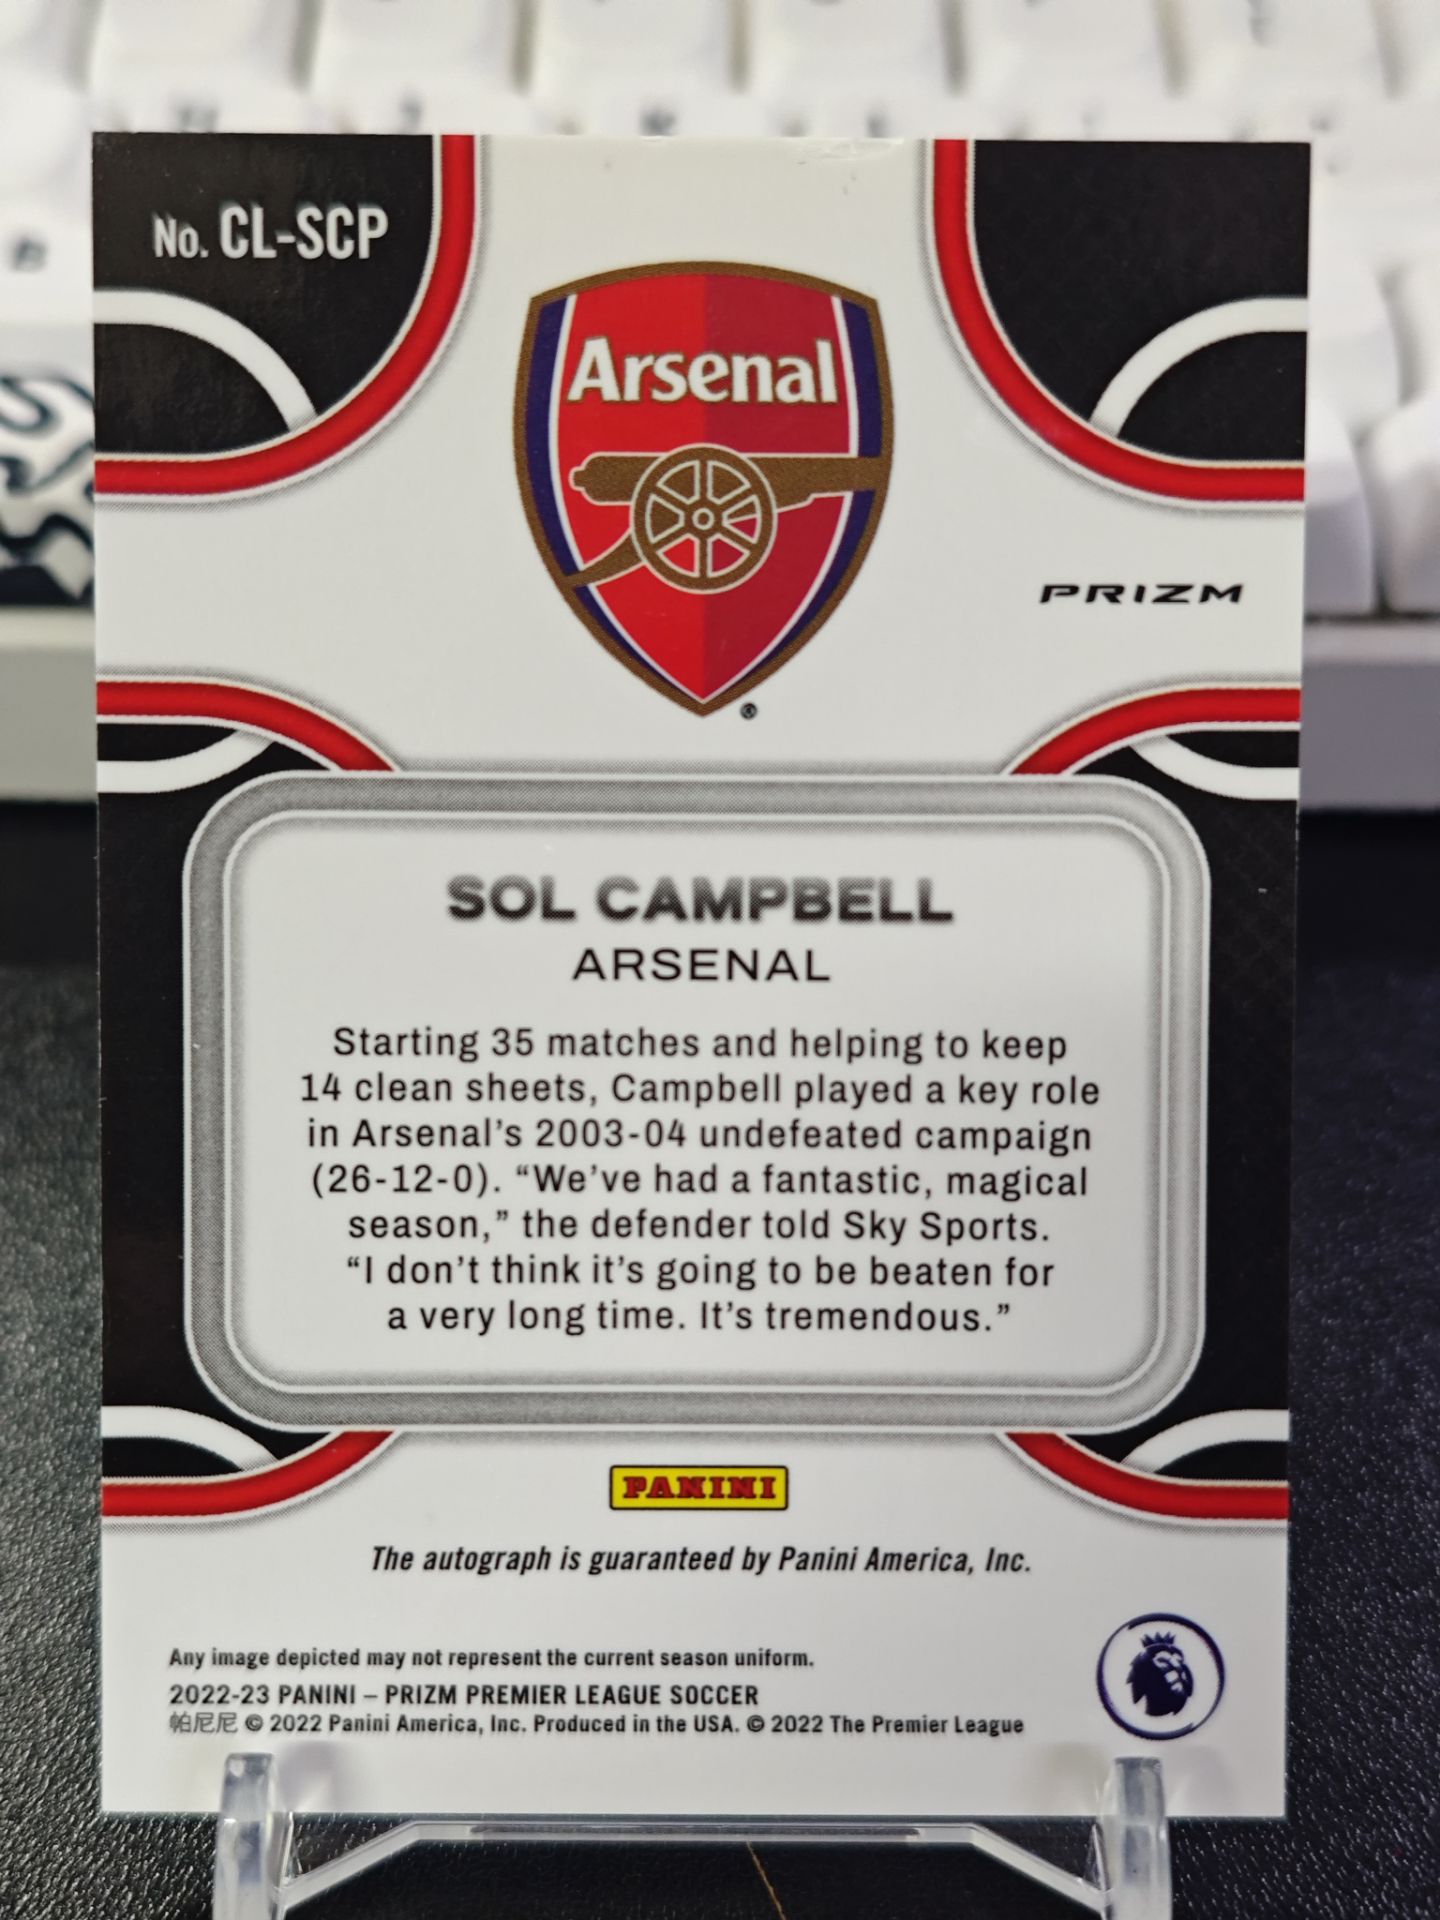 No. CL-SCP
Arsenal
®
PRIZM
SOL CAMPBELL
ARSENAL
Starting 35 matches and helping to keep
14 clean sheets, Campbell played a key role
in Arsenal's 2003-04 undefeated campaign
(26-12-0). “We've had a fantastic, magical
season,” the defender told Sky Sports.
“I don't think it's going to be beaten for
a very long time. It's tremendous.”
PANINI
The autograph is guaranteed by Panini America, Inc.
Any image depicted may not represent the current season uniform.
2022-23 PANINI – PRIZM PREMIER LEAGUE SOCCER
帕尼尼 © 2022 Panini America, Inc. Produced in the USA. © 2022 The Premier League